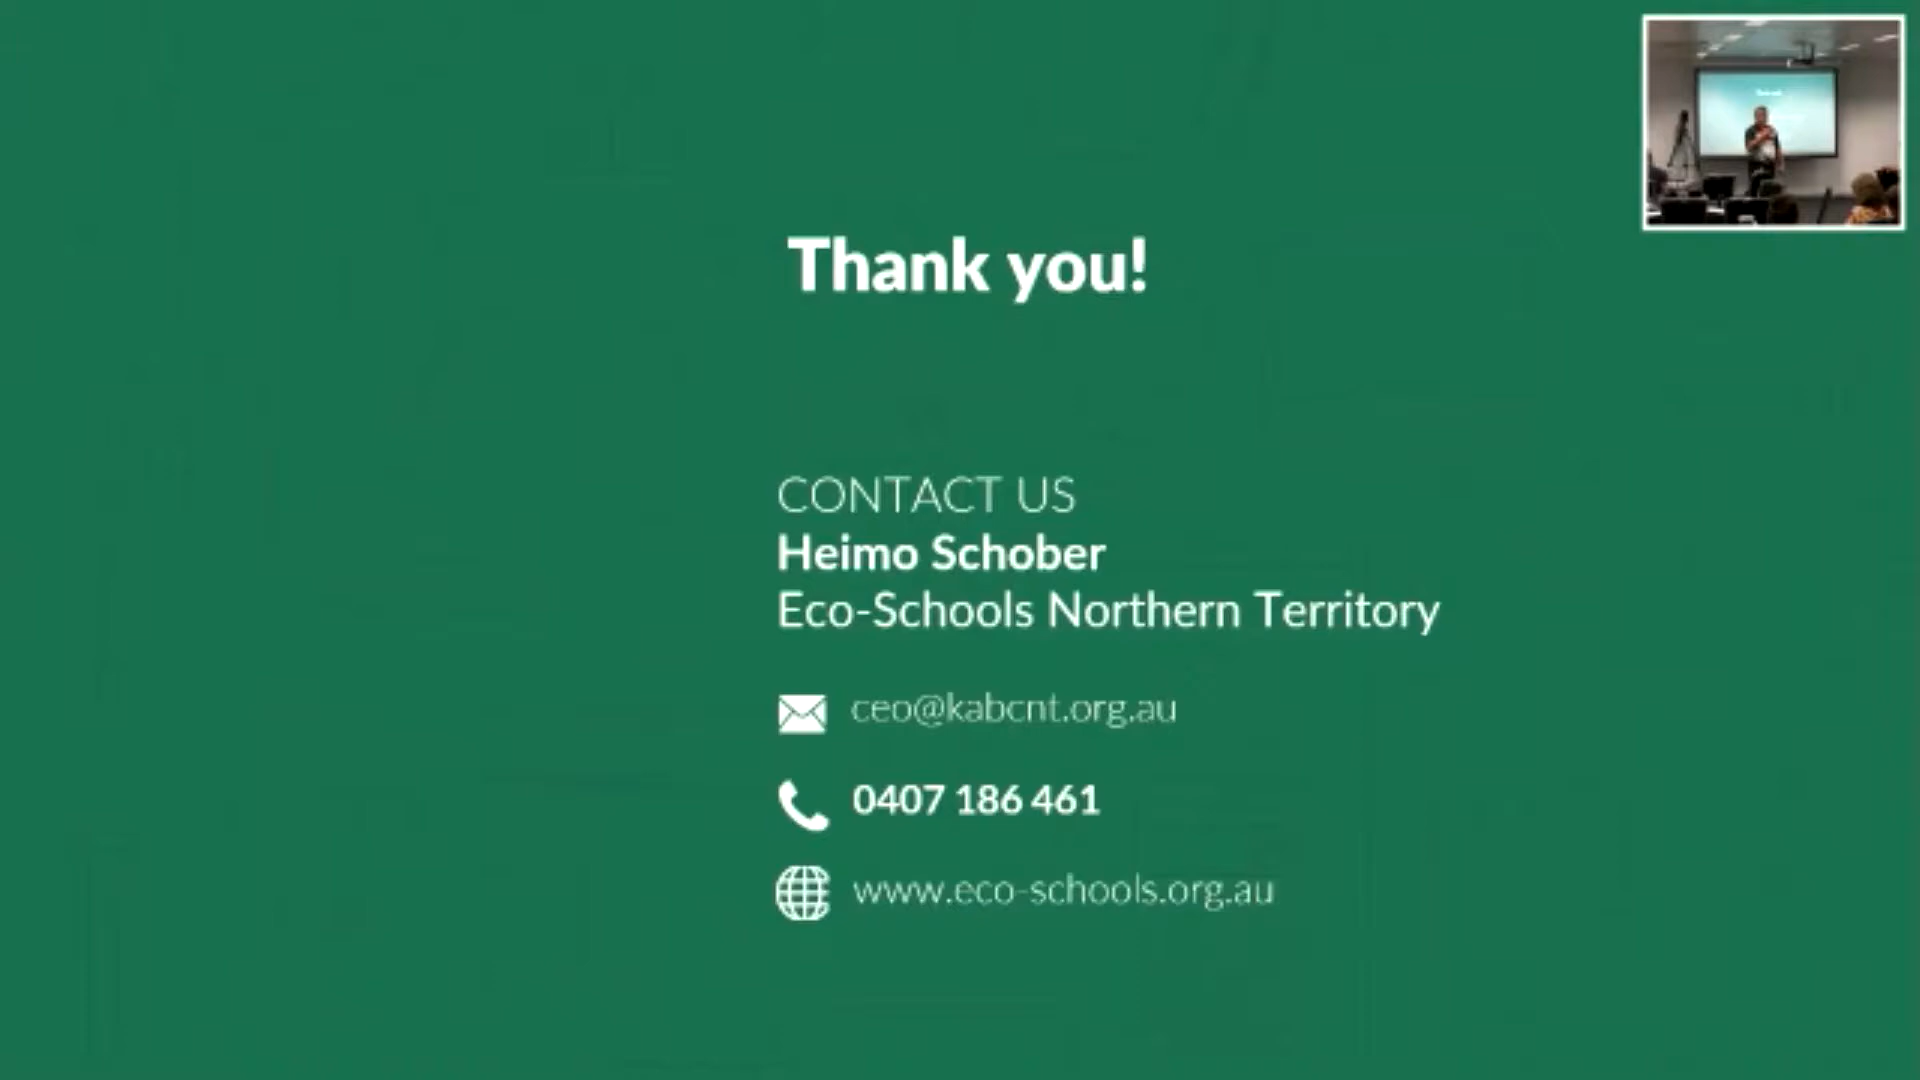 Thank you!
CONTACT US
Heimo Schober
Eco-Schools Northern Territory
ceo@kabcnt.org.au
0407 186 461
www.eco-schools.org.au